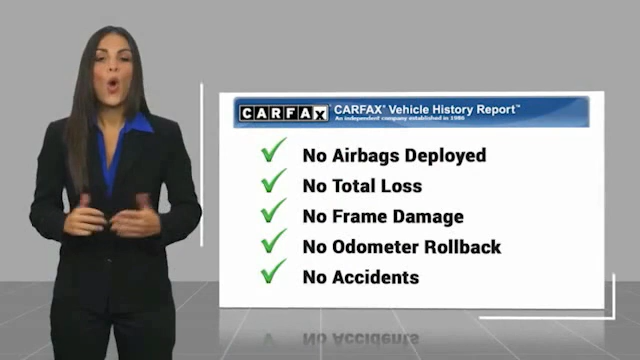 CARFAX CARFAX® Vehicle History Report™
An independent company established in 1986
No Airbags Deployed
No Total Loss
No Frame Damage
No Odometer Rollback
No Accidents